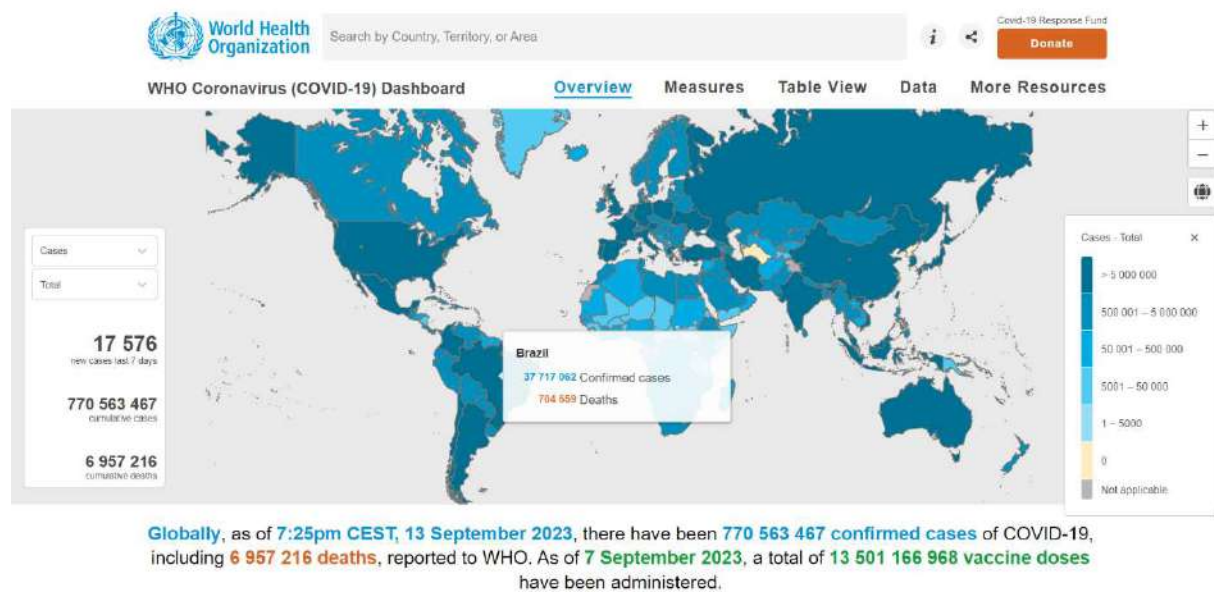 World Health
Organization
Search by Country, Territory, or Area
i
Covid-19 Response Fund
Donate
WHO Coronavirus (COVID-19) Dashboard
Overview
Measures
Table View
Data
More Resources
+
−
Cases
Total
17 576
new cases last 7 days
770 563 467
cumulative cases
6 957 216
cumulative deaths
Brazil
37 717 062 Confirmed cases
704 659 Deaths
Cases - Total
> 5 000 000
500 001 – 5 000 000
50 001 – 500 000
5001 – 50 000
1 – 5000
0
Not applicable
Globally, as of 7:25pm CEST, 13 September 2023, there have been 770 563 467 confirmed cases of COVID-19,
including 6 957 216 deaths, reported to WHO. As of 7 September 2023, a total of 13 501 166 968 vaccine doses
have been administered.